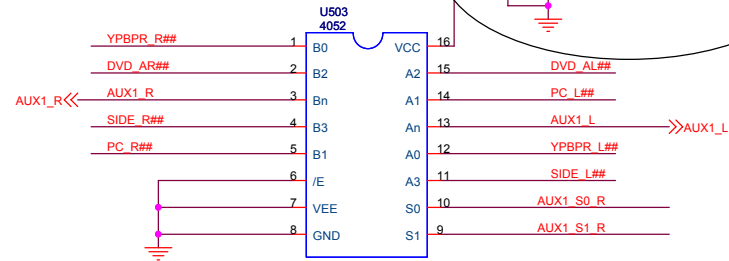 U503
4052
YPBPR_R## 1 B0 VCC 16
DVD_AR## 2 B2 A2 15 DVD_AL##
AUX1_R AUX1_R 3 Bn A1 14 PC_L##
SIDE_R## 4 B3 An 13 AUX1_L AUX1_L
PC_R## 5 B1 A0 12 YPBPR_L##
6 /E A3 11 SIDE_L##
7 VEE S0 10 AUX1_S0_R
8 GND S1 9 AUX1_S1_R